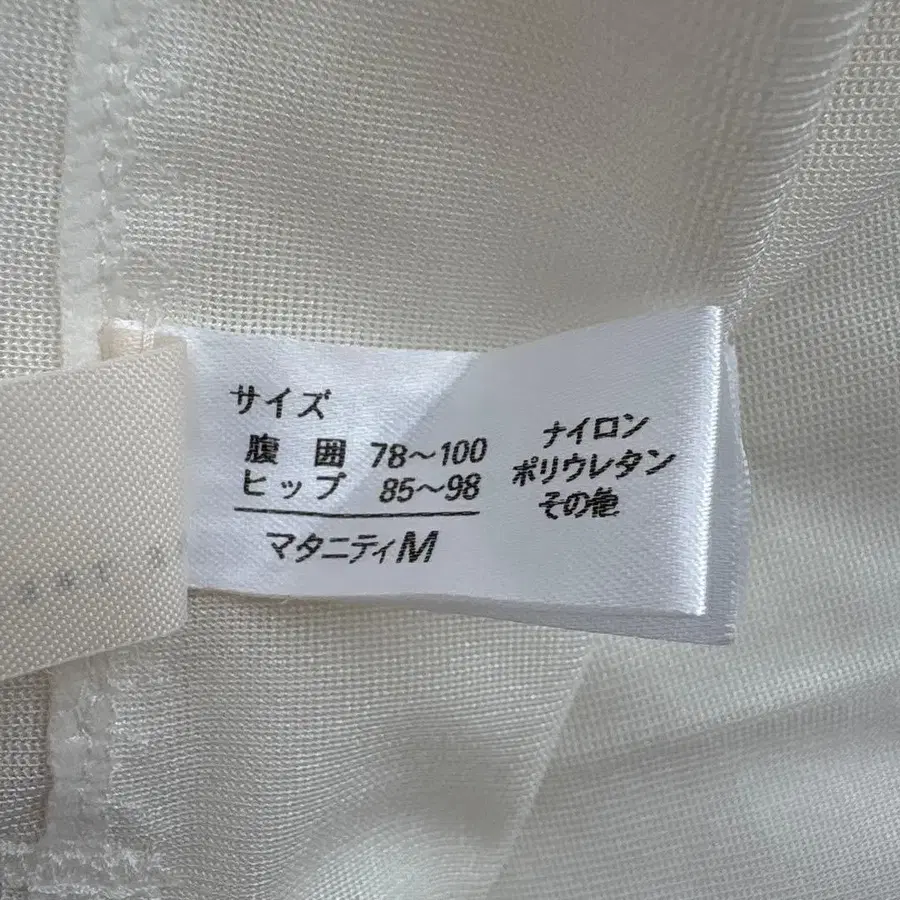 サイズ
腹 囲 78～100
ヒップ 85～98
マタニティM
ナイロン
ポリウレタン
その他